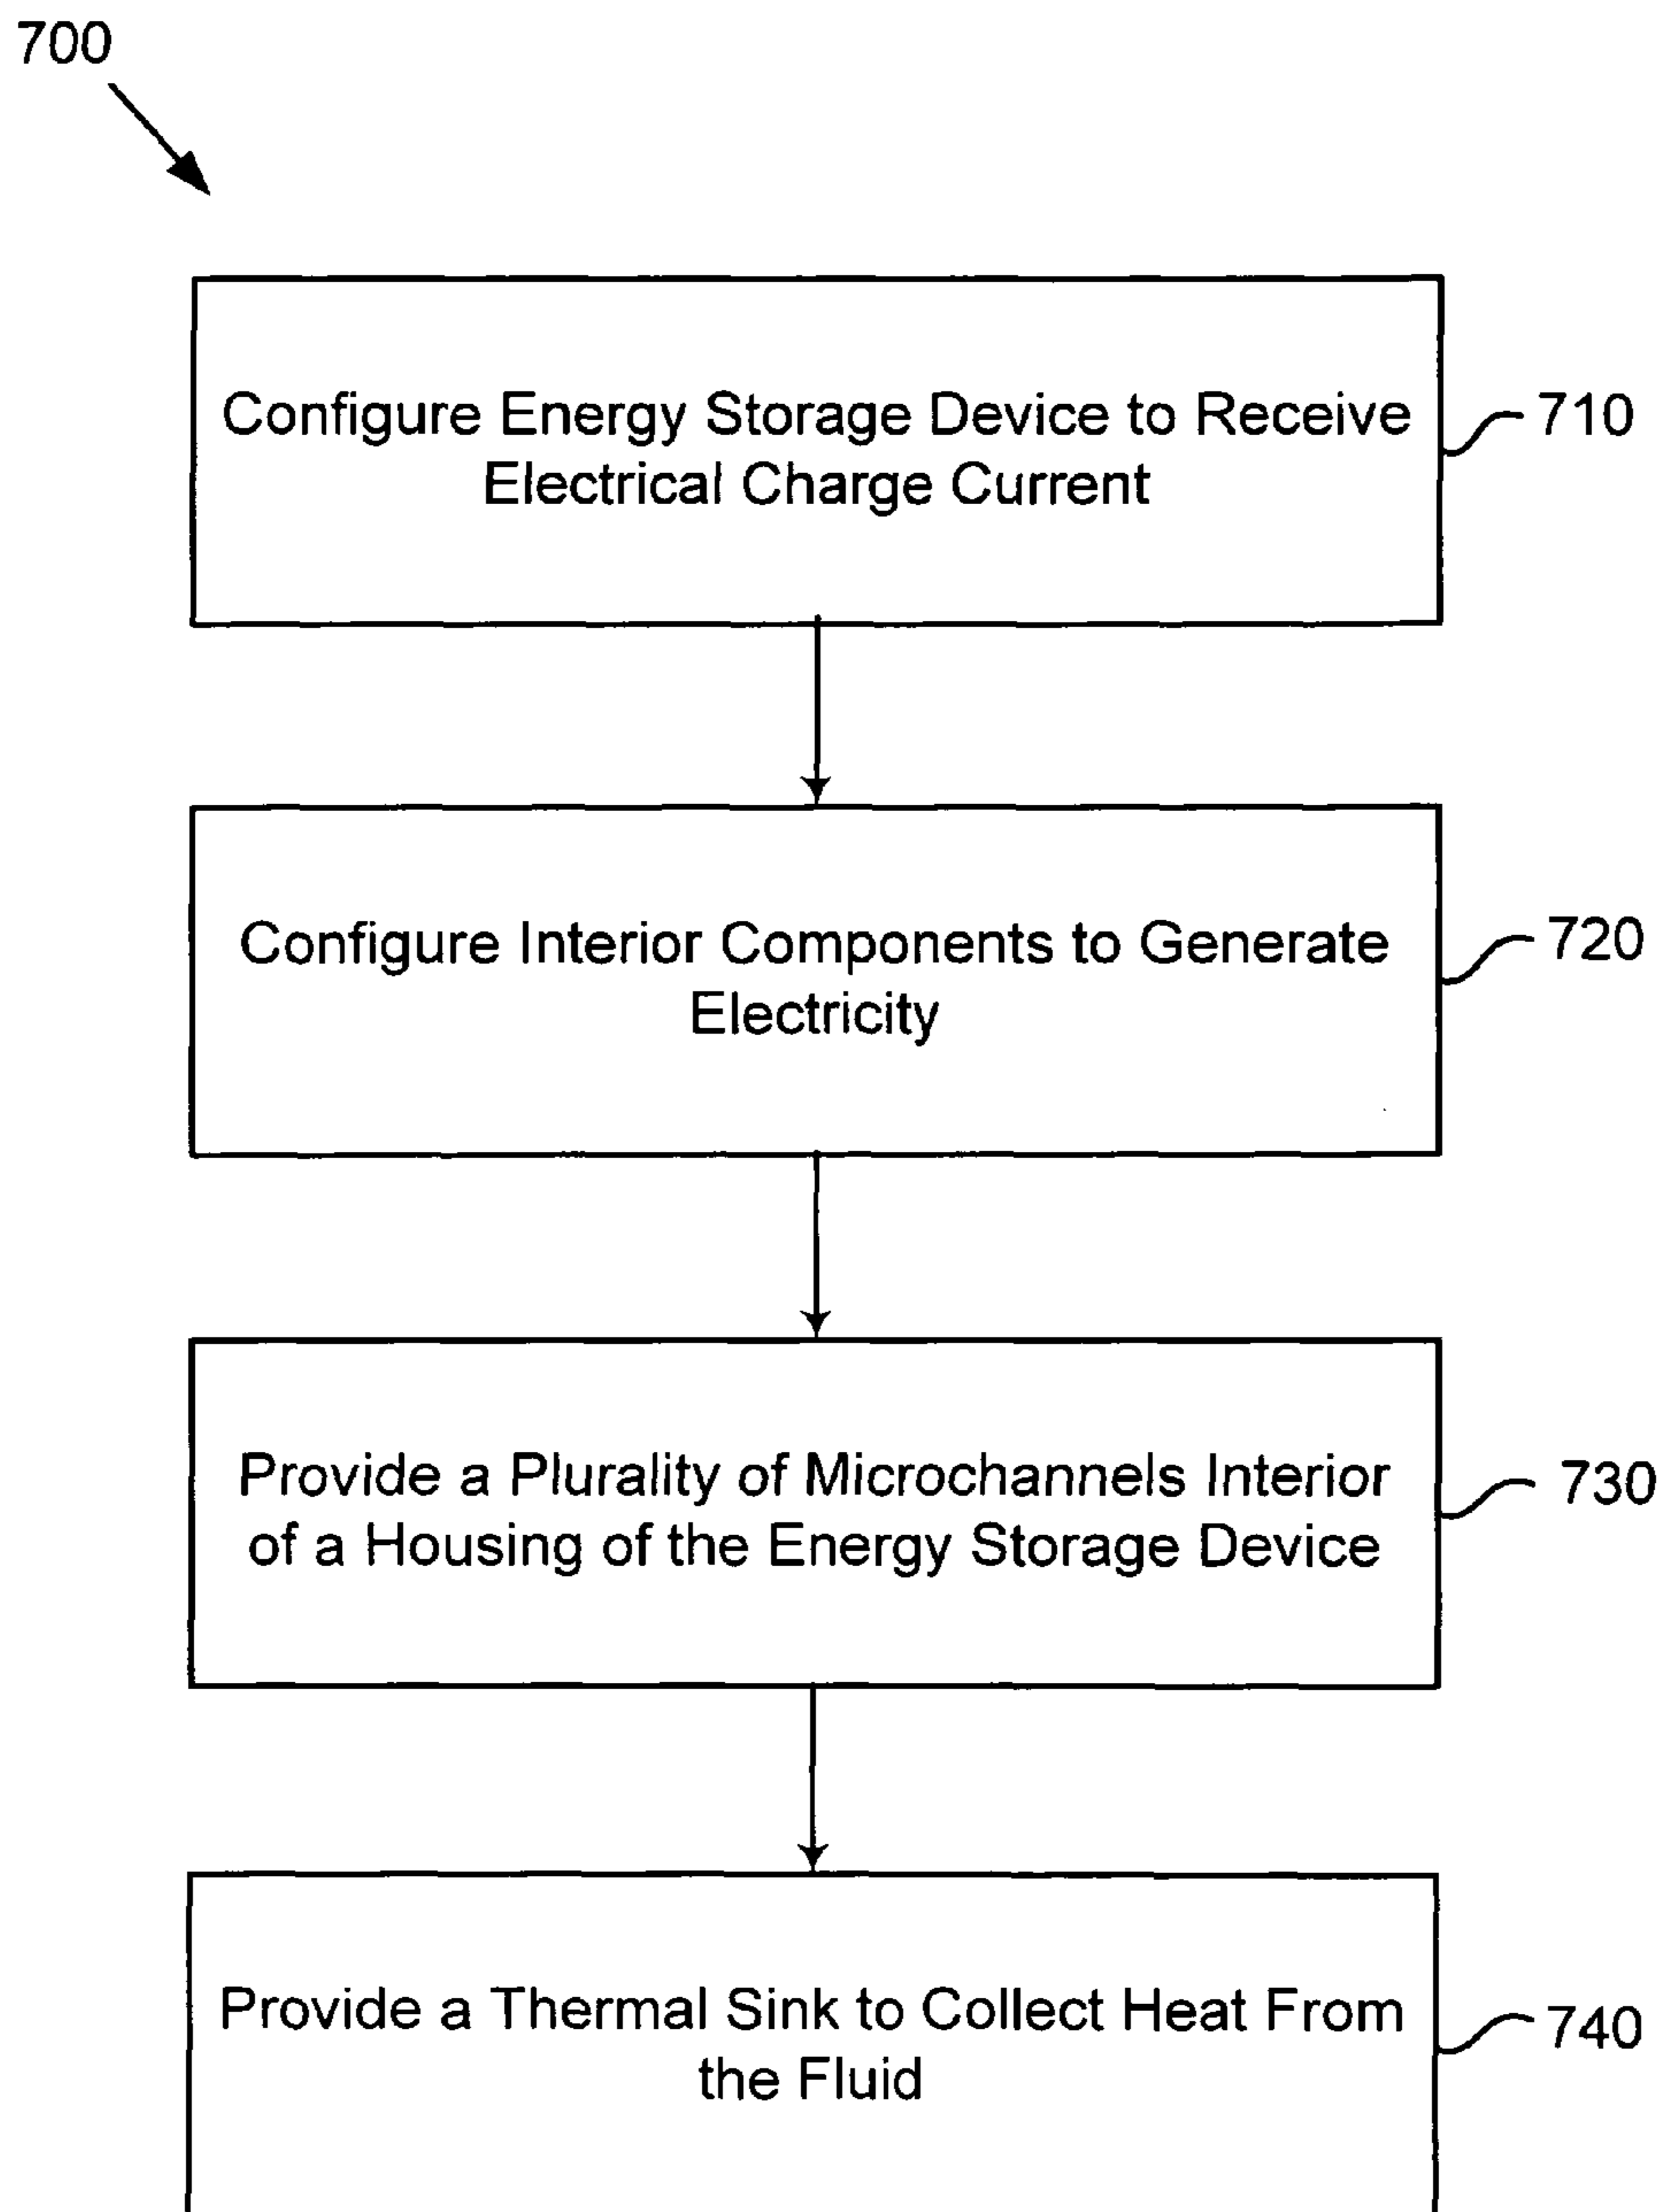 700
Configure Energy Storage Device to Receive
Electrical Charge Current
710
Configure Interior Components to Generate
Electricity
720
Provide a Plurality of Microchannels Interior
of a Housing of the Energy Storage Device
730
Provide a Thermal Sink to Collect Heat From
the Fluid
740